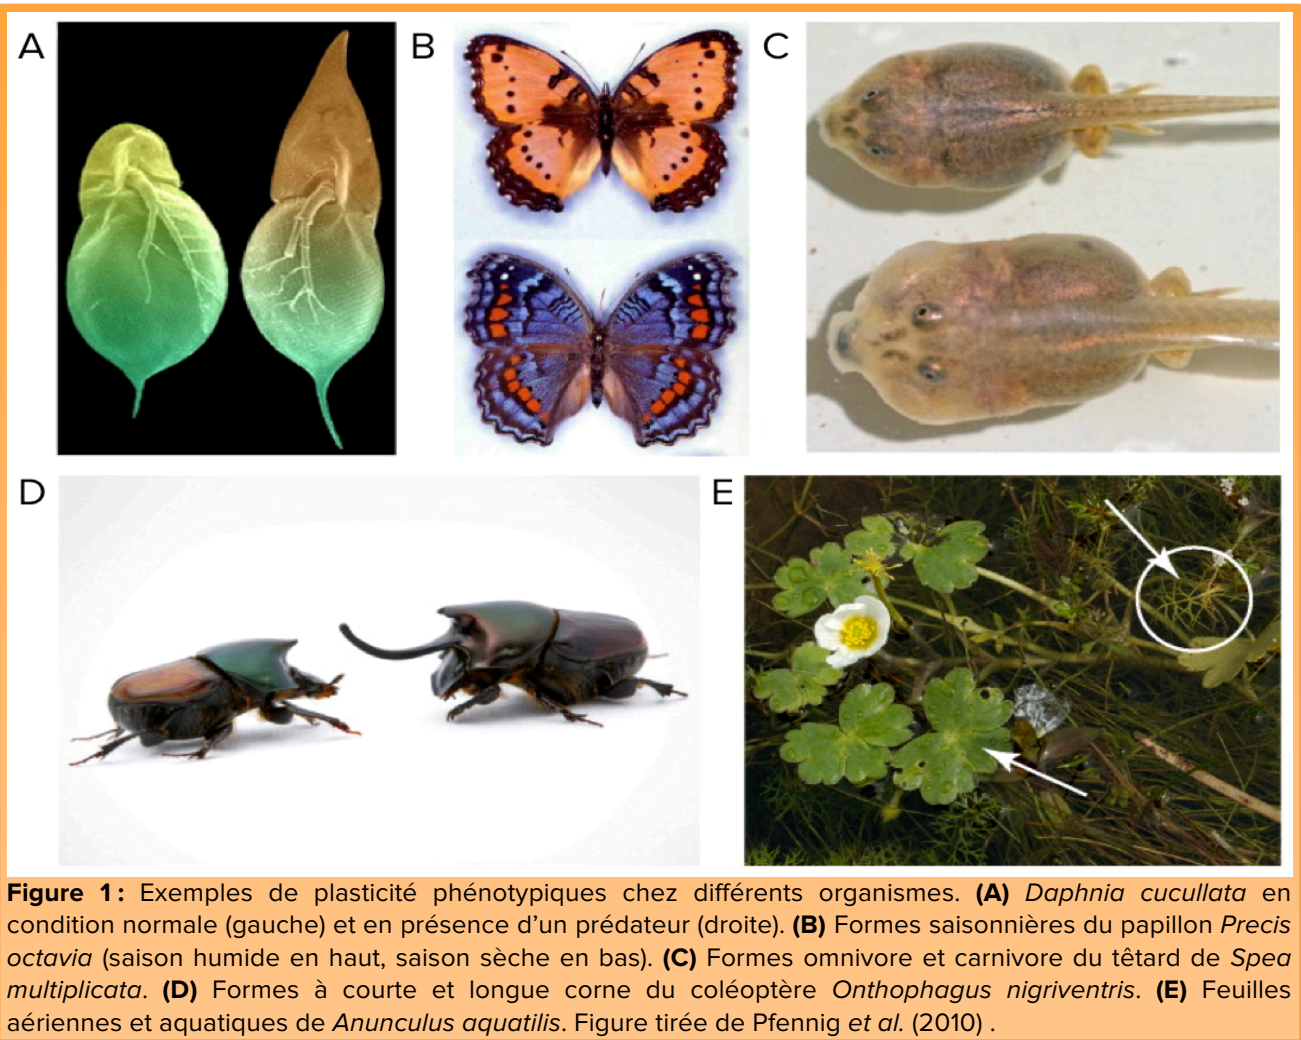 A
B
C
D
E
Figure 1: Exemples de plasticité phénotypiques chez différents organismes. (A) Daphnia cucullata en
condition normale (gauche) et en présence d'un prédateur (droite). (B) Formes saisonnières du papillon Precis
octavia (saison humide en haut, saison sèche en bas). (C) Formes omnivore et carnivore du têtard de Spea
multiplicata. (D) Formes à courte et longue corne du coléoptère Onthophagus nigriventris. (E) Feuilles
aériennes et aquatiques de Anunculus aquatilis. Figure tirée de Pfennig et al. (2010) .